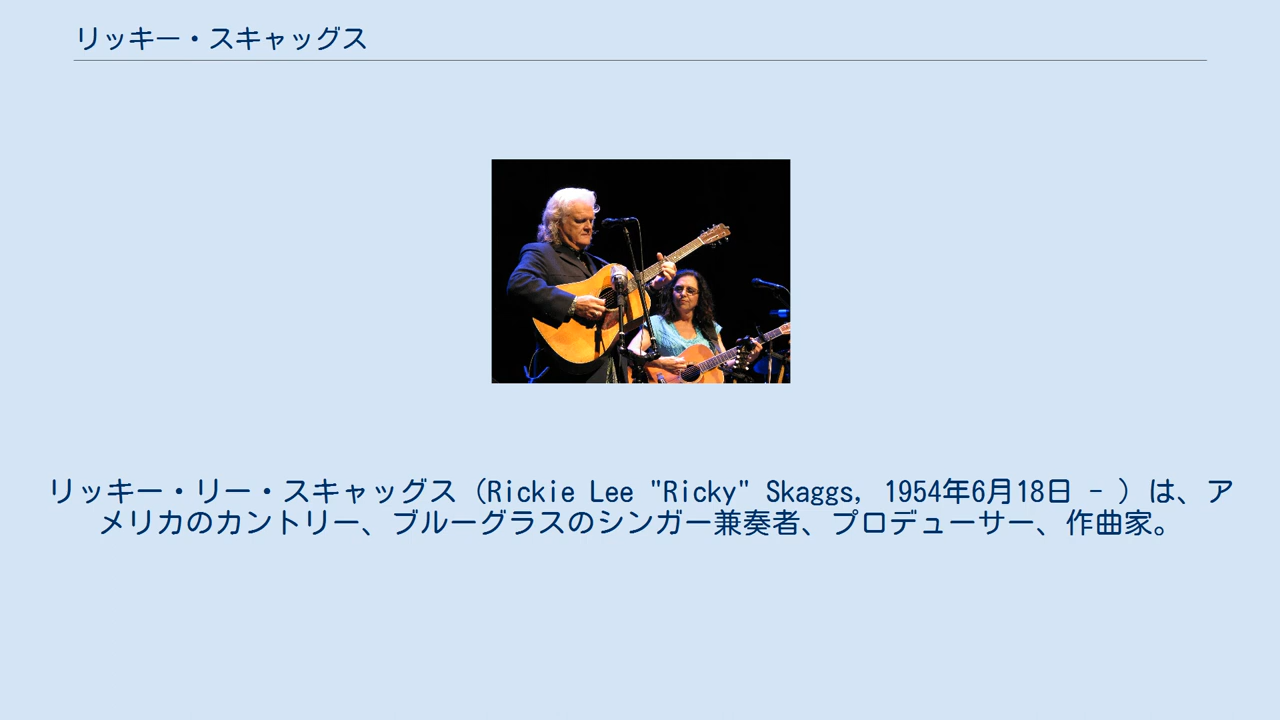 リッキー・スキャッグス
リッキー・リー・スキャッグス（Rickie Lee "Ricky" Skaggs, 1954年6月18日 - ）は、ア
メリカのカントリー、ブルーグラスのシンガー兼奏者、プロデューサー、作曲家。